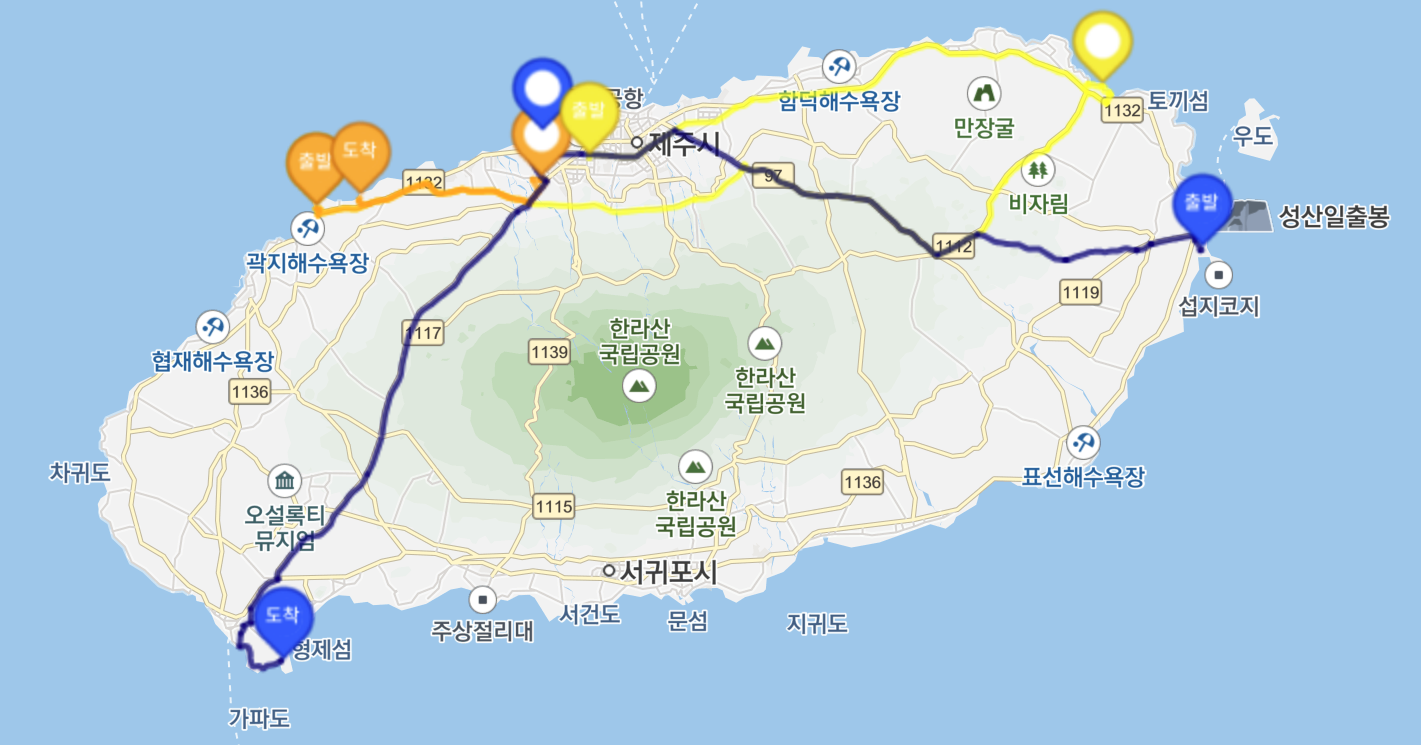 공항
출발
함덕해수욕장
만장굴
1132
토끼섬
우도
제주시
출발
도착
1132
97
비자림
출발
성산일출봉
곽지해수욕장
1112
1119
섭지코지
협재해수욕장
1117
1139
한라산
국립공원
한라산
국립공원
1136
차귀도
오설록티
뮤지엄
1115
한라산
국립공원
1136
표선해수욕장
서귀포시
도착
형제섬
주상절리대
서건도
문섬
지귀도
가파도